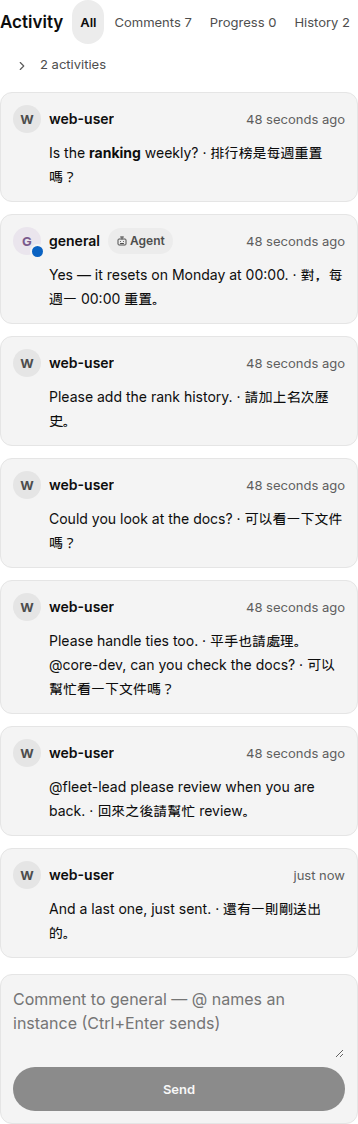 Activity All Comments 7 Progress 0 History 2
2 activities
W web-user 48 seconds ago
Is the ranking weekly? · 排行榜是每週重置
嗎？
G general Agent 48 seconds ago
Yes — it resets on Monday at 00:00. · 對，每
週一 00:00 重置。
W web-user 48 seconds ago
Please add the rank history. · 請加上名次歷
史。
W web-user 48 seconds ago
Could you look at the docs? · 可以看一下文件
嗎？
W web-user 48 seconds ago
Please handle ties too. · 平手也請處理。
@core-dev, can you check the docs? · 可以
幫忙看一下文件嗎？
W web-user 48 seconds ago
@fleet-lead please review when you are
back. · 回來之後請幫忙 review。
W web-user just now
And a last one, just sent. · 還有一則剛送出
的。
Comment to general — @ names an
instance (Ctrl+Enter sends)
Send